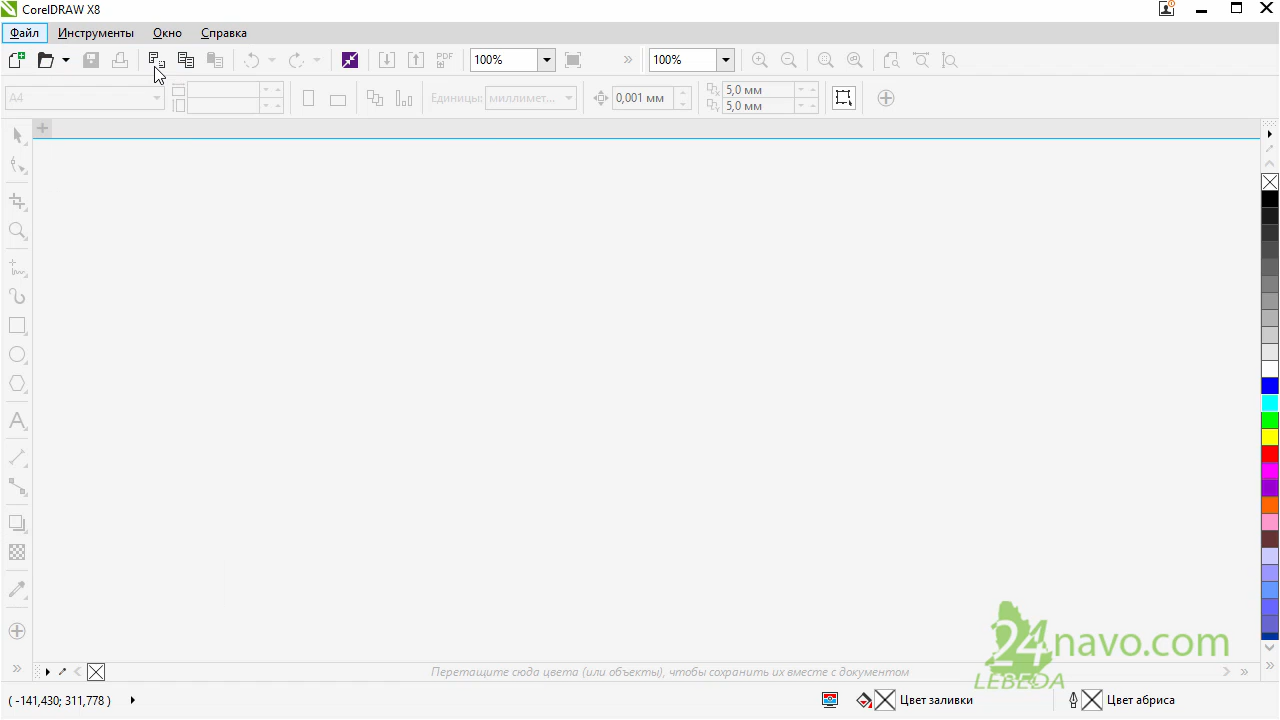 CorelDRAW X8
Файл Инструменты Окно Справка
PDF 100% » 100%
A4 Единицы: миллимет... 0,001 мм 5,0 мм
5,0 мм
Перетащите сюда цвета (или объекты), чтобы сохранить их вместе с документом
24navo.com
LEBEDA
( -141,430; 311,778 ) Цвет заливки Цвет абриса